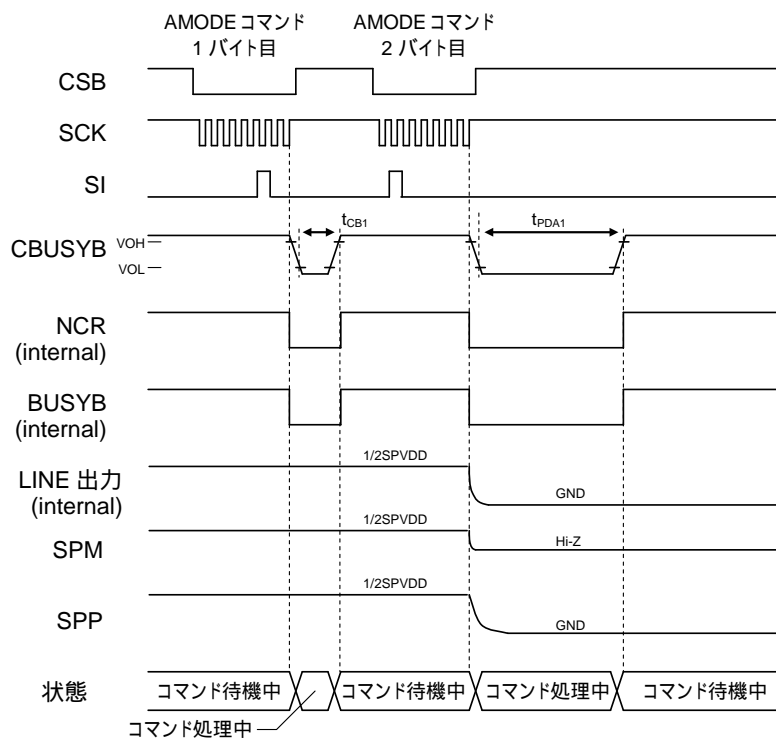 AMODE コマンド
1 バイト目
AMODE コマンド
2 バイト目
CSB
SCK
SI
CBUSYB
VOH
VOL
tCB1
tPDA1
NCR
(internal)
BUSYB
(internal)
LINE 出力
(internal)
1/2SPVDD
GND
SPM
1/2SPVDD
Hi-Z
SPP
1/2SPVDD
GND
状態
コマンド待機中
コマンド待機中
コマンド処理中
コマンド待機中
コマンド処理中